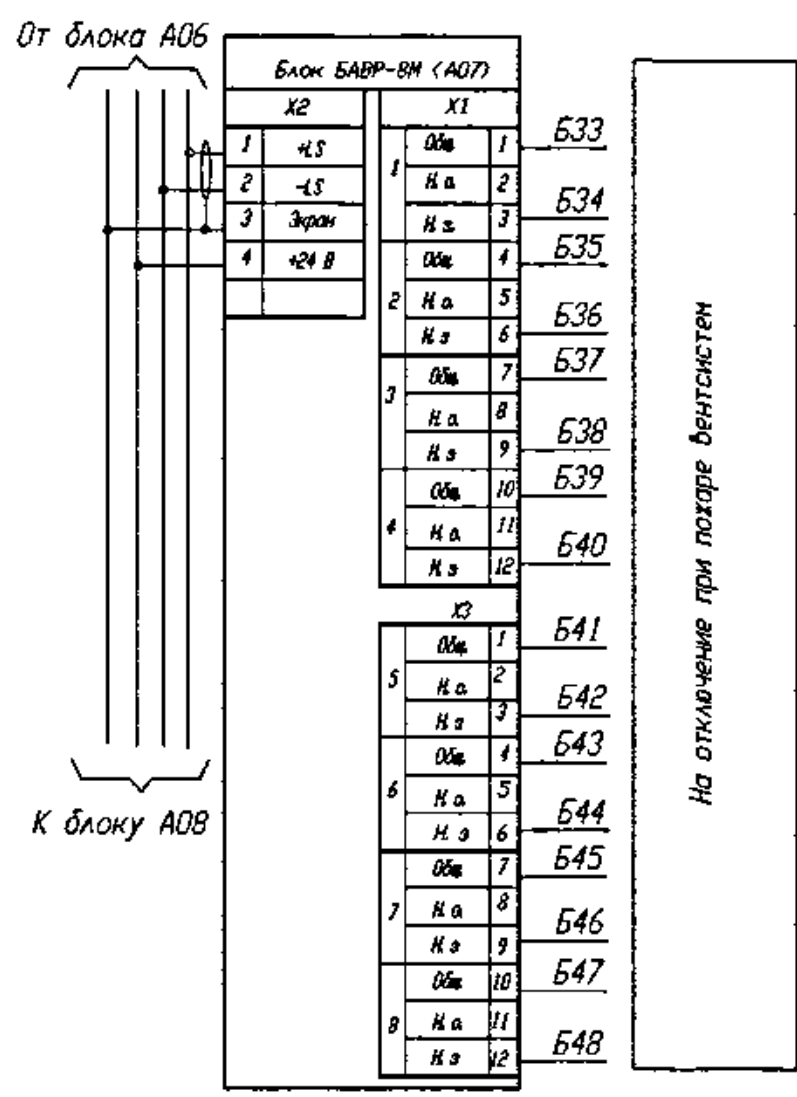 От блока А06
Блок БАВР-8М (А07)
Х2
1 +LS
2 -LS
3 Экран
4 +24 В
Х1
1
Общ. 1 Б33
Н.о. 2
Н.з. 3 Б34
2
Общ. 4 Б35
Н.о. 5
Н.з. 6 Б36
3
Общ. 7 Б37
Н.о. 8
Н.з. 9 Б38
4
Общ. 10 Б39
Н.о. 11
Н.з. 12 Б40
Х3
5
Общ. 1 Б41
Н.о. 2
Н.з. 3 Б42
6
Общ. 4 Б43
Н.о. 5
Н.з. 6 Б44
7
Общ. 7 Б45
Н.о. 8
Н.з. 9 Б46
8
Общ. 10 Б47
Н.о. 11
Н.з. 12 Б48
К блоку А08
На отключение при пожаре вентсистем